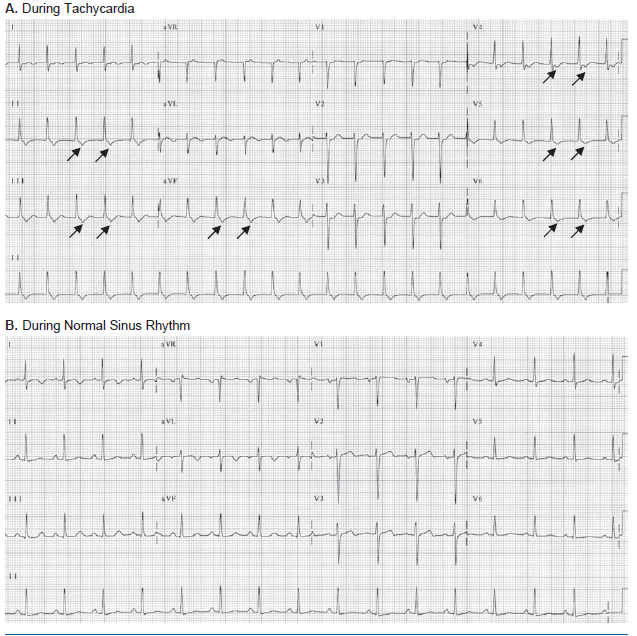 A. During Tachycardia
I aVR V1 V4
II aVL V2 V5
III aVF V3 V6
II
B. During Normal Sinus Rhythm
I aVR V1 V4
II aVL V2 V5
III aVF V3 V6
II